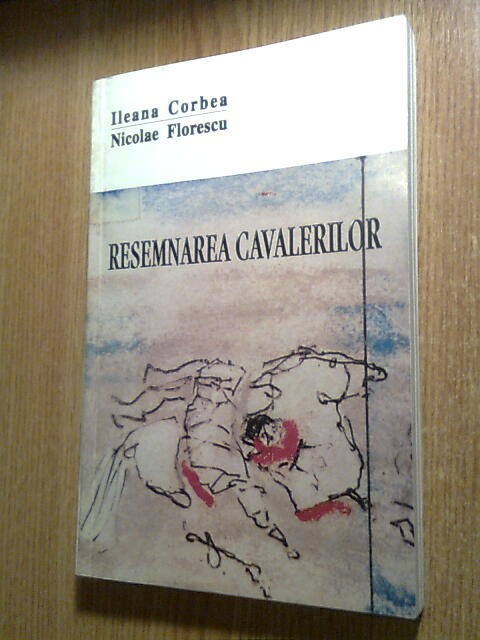 Ileana Corbea
Nicolae Florescu
RESEMNAREA CAVALERILOR